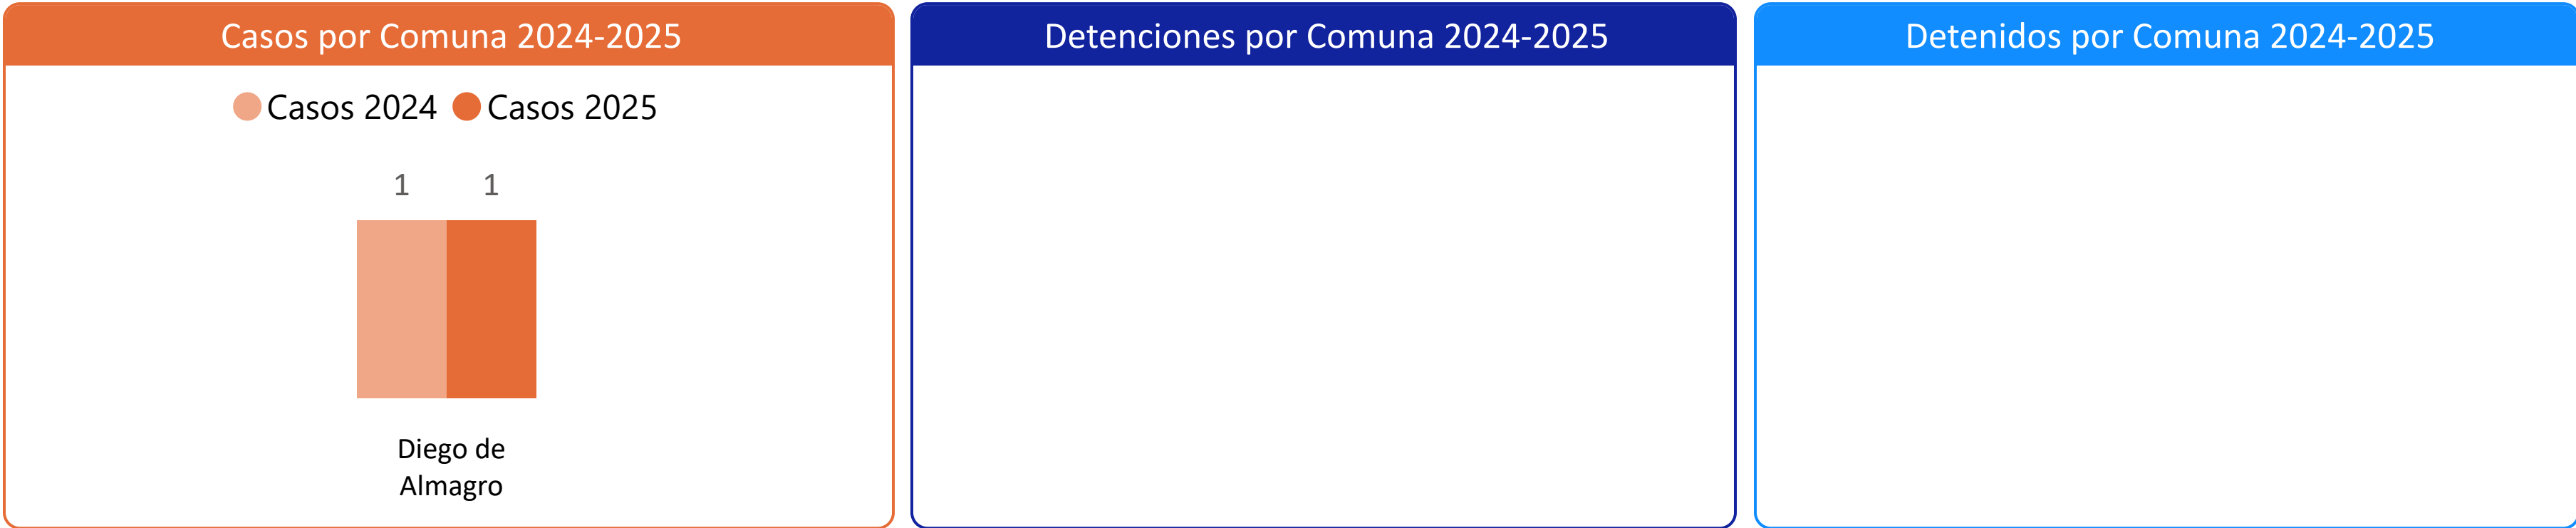 Casos por Comuna 2024-2025
Casos 2024 Casos 2025
1 1
Diego de
Almagro
Detenciones por Comuna 2024-2025
Detenidos por Comuna 2024-2025